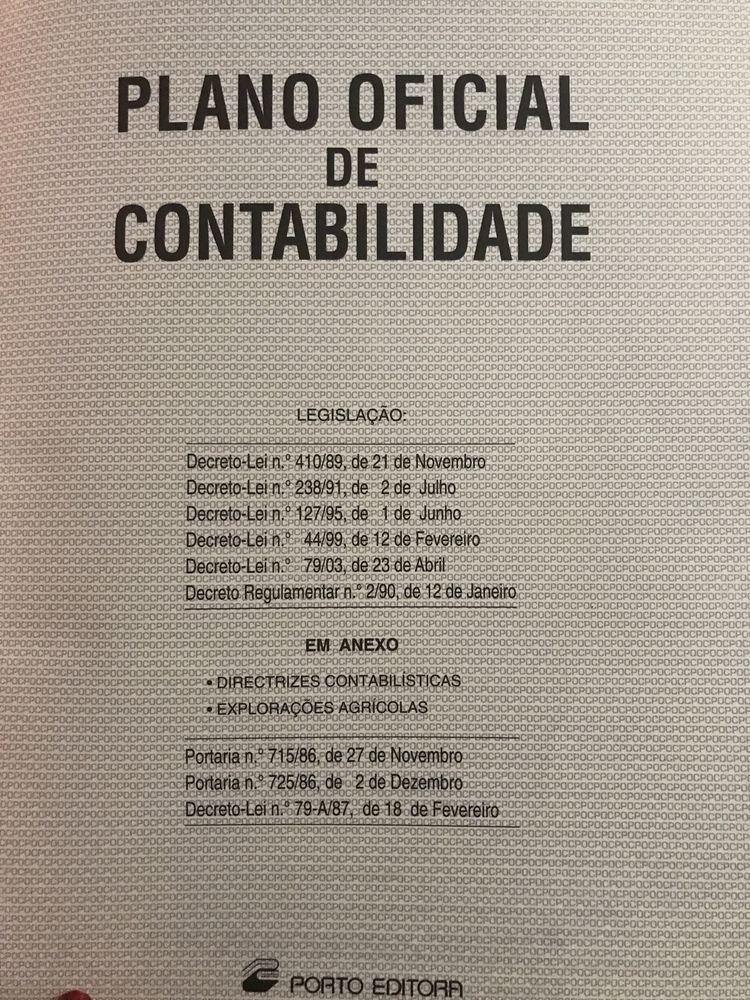 PLANO OFICIAL
DE
CONTABILIDADE
LEGISLAÇÃO:
Decreto-Lei n.° 410/89, de 21 de Novembro
Decreto-Lei n.° 238/91, de 2 de Julho
Decreto-Lei n.° 127/95, de 1 de Junho
Decreto-Lei n.° 44/99, de 12 de Fevereiro
Decreto-Lei n.° 79/03, de 23 de Abril
Decreto Regulamentar n.° 2/90, de 12 de Janeiro
EM ANEXO
• DIRECTRIZES CONTABILÍSTICAS
• EXPLORAÇÕES AGRÍCOLAS
Portaria n.° 715/86, de 27 de Novembro
Portaria n.° 725/86, de 2 de Dezembro
Decreto-Lei n.° 79-A/87, de 18 de Fevereiro
PORTO EDITORA